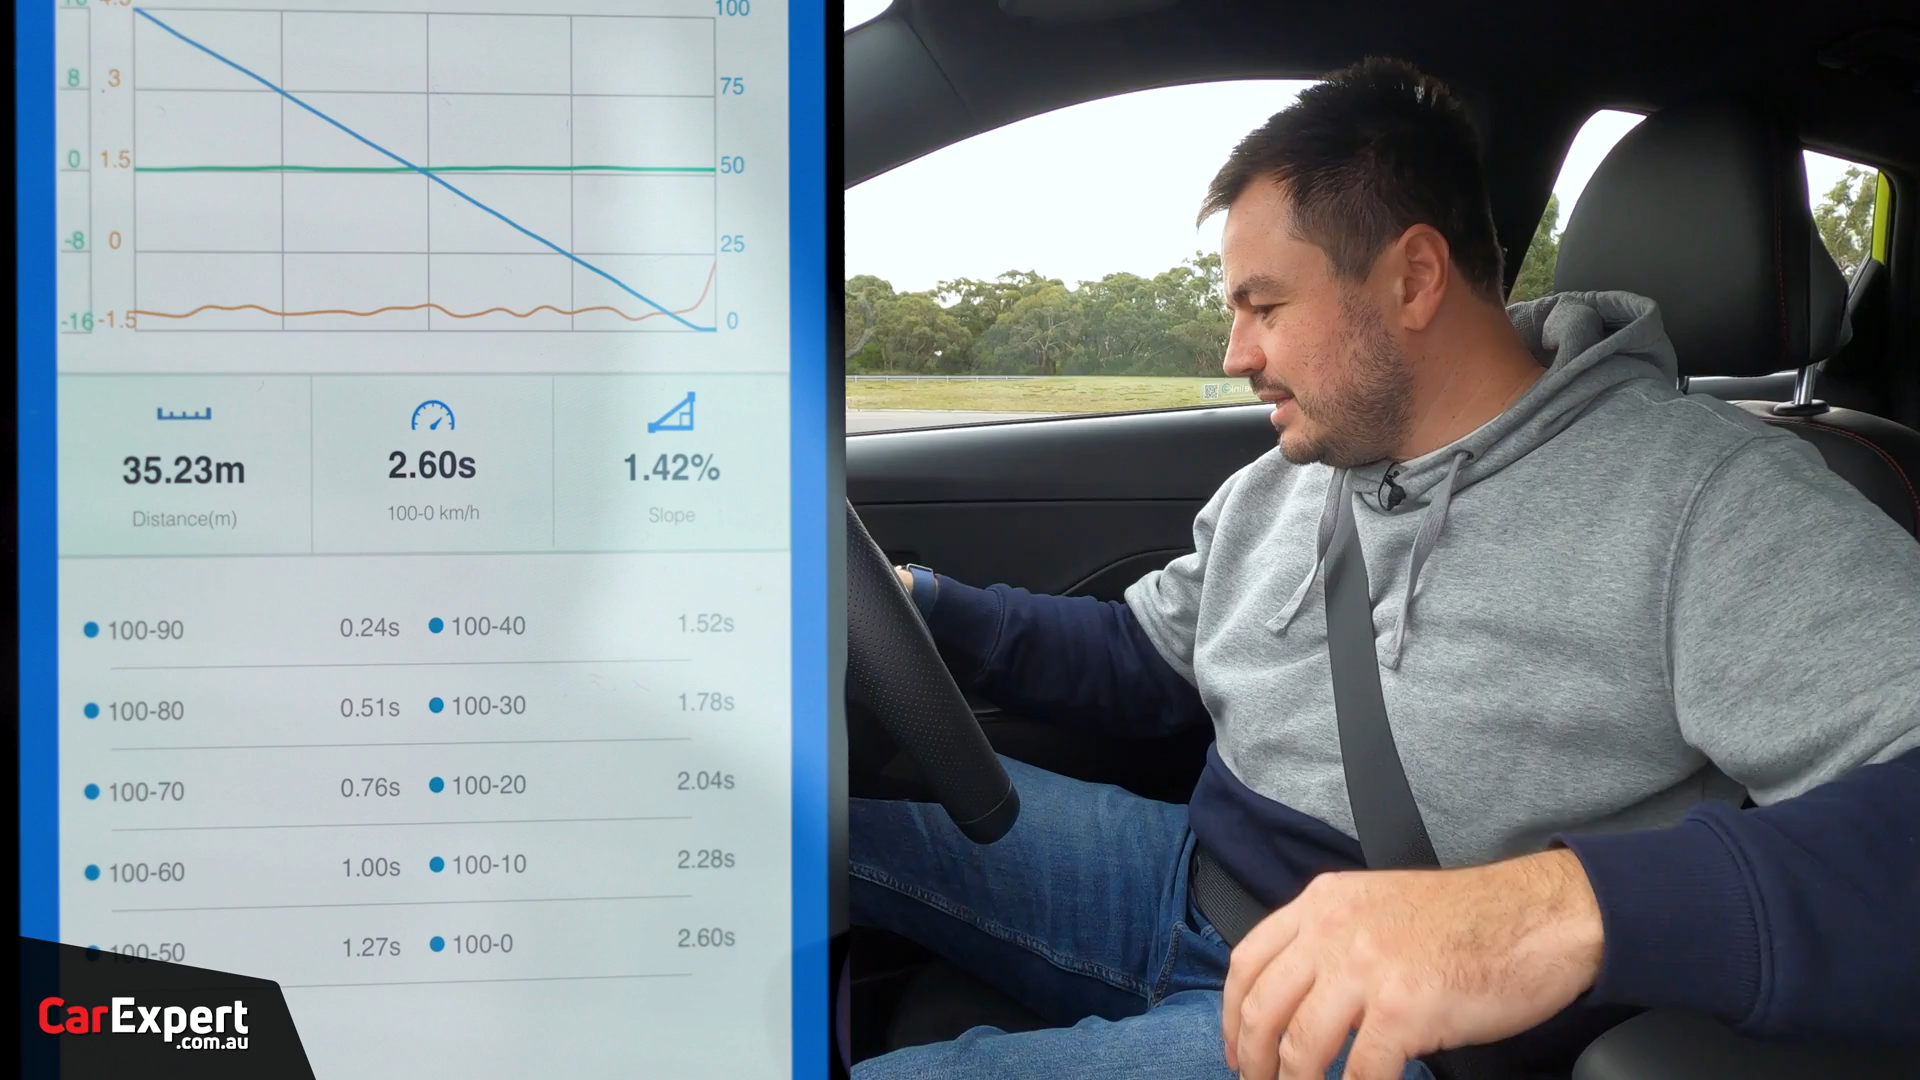 100
8 .3 75
0 1.5 50
-8 0 25
-16 -1.5 0
35.23m 2.60s 1.42%
Distance(m) 100-0 km/h Slope
100-90 0.24s 100-40 1.52s
100-80 0.51s 100-30 1.78s
100-70 0.76s 100-20 2.04s
100-60 1.00s 100-10 2.28s
100-50 1.27s 100-0 2.60s
CarExpert
.com.au